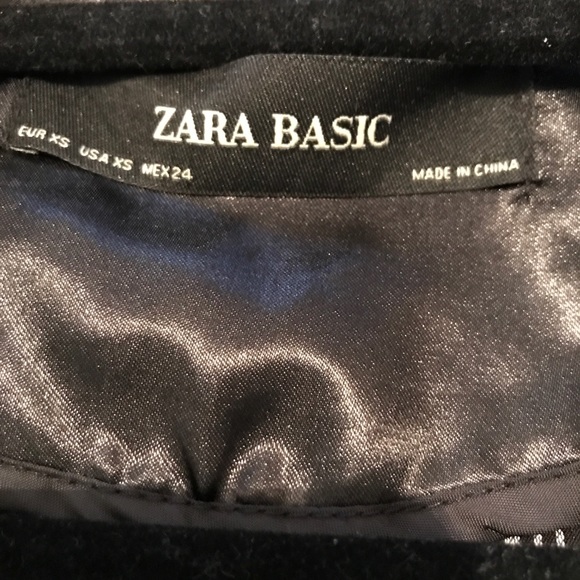 ZARA BASIC
EUR XS USA XS MEX 24
MADE IN CHINA